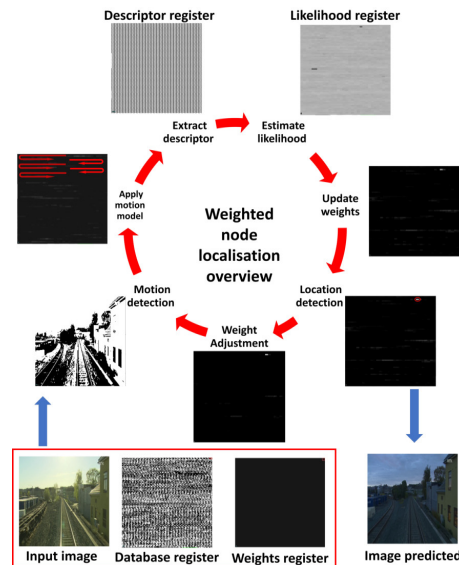 Descriptor register
Likelihood register
Extract
descriptor
Estimate
likelihood
Apply
motion
model
Update
weights
Weighted
node
localisation
overview
Motion
detection
Location
detection
Weight
Adjustment
Input image
Database register
Weights register
Image predicted